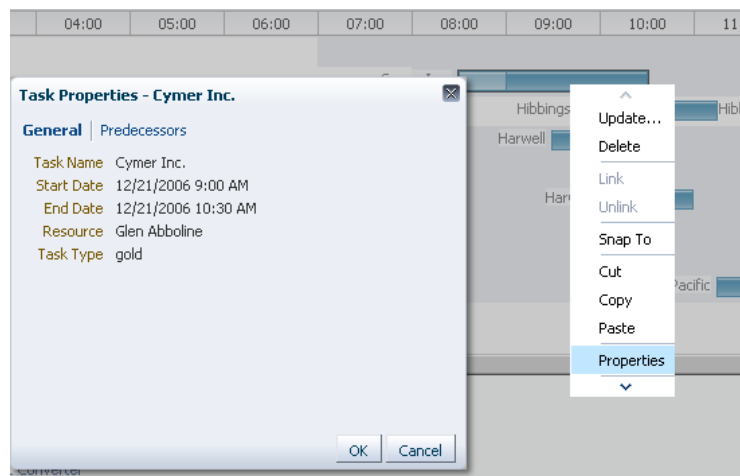 04:00 05:00 06:00 07:00 08:00 09:00 10:00 11
Task Properties - Cymer Inc.
General | Predecessors
Task Name Cymer Inc.
Start Date 12/21/2006 9:00 AM
End Date 12/21/2006 10:30 AM
Resource Glen Abboline
Task Type gold
OK Cancel
Hibbings
Harwell
Update...
Delete
Link
Unlink
Snap To
Cut
Copy
Paste
Properties
Pacific
Converter